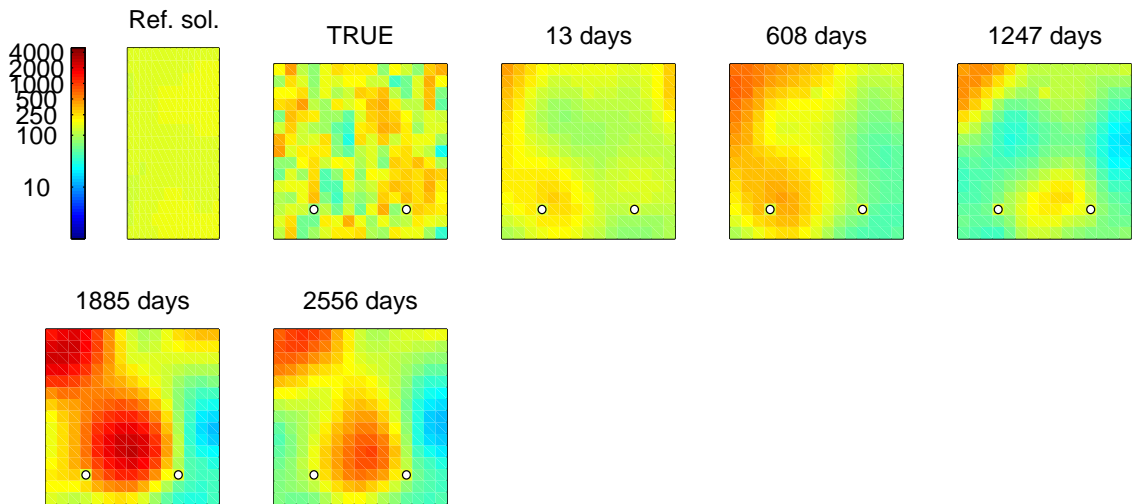 Ref. sol.
TRUE
13 days
608 days
1247 days
4000
2000
1000
500
250
100
10
1885 days
2556 days